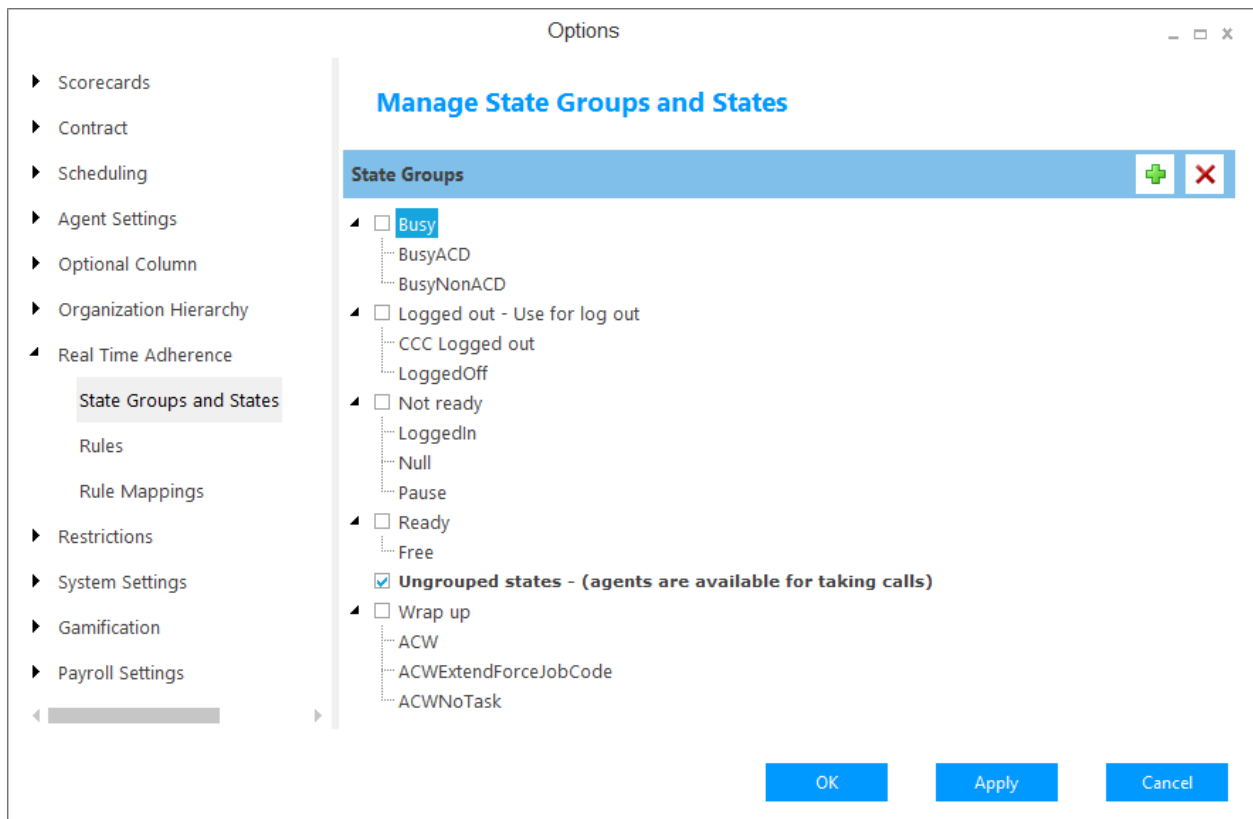 Options
Scorecards
Contract
Scheduling
Agent Settings
Optional Column
Organization Hierarchy
Real Time Adherence
State Groups and States
Rules
Rule Mappings
Restrictions
System Settings
Gamification
Payroll Settings
Manage State Groups and States
State Groups
Busy
BusyACD
BusyNonACD
Logged out - Use for log out
CCC Logged out
LoggedOff
Not ready
LoggedIn
Null
Pause
Ready
Free
Ungrouped states - (agents are available for taking calls)
Wrap up
ACW
ACWExtendForceJobCode
ACWNoTask
OK
Apply
Cancel